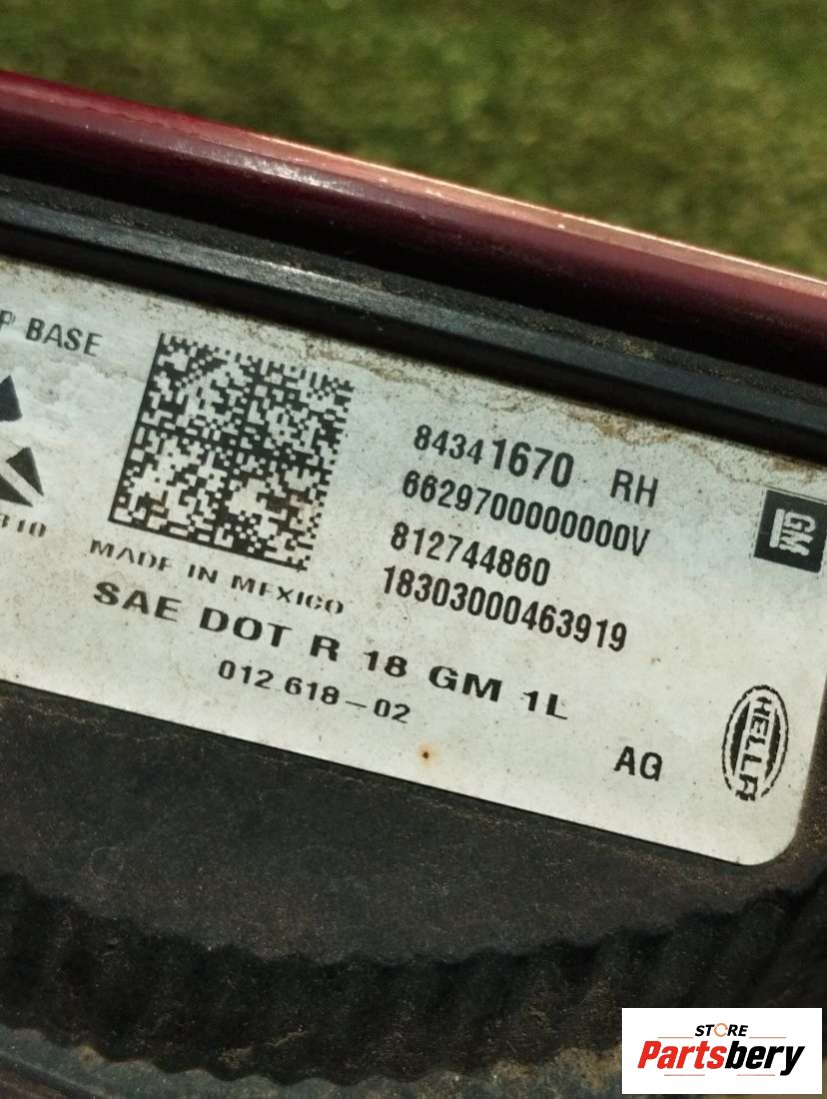 P BASE
84341670 RH
6629700000000V
812744860
18303000463919
GM
310
MADE IN MEXICO
SAE DOT R 18 GM 1L
012 618-02
AG
HELLA
STORE
Partsbery